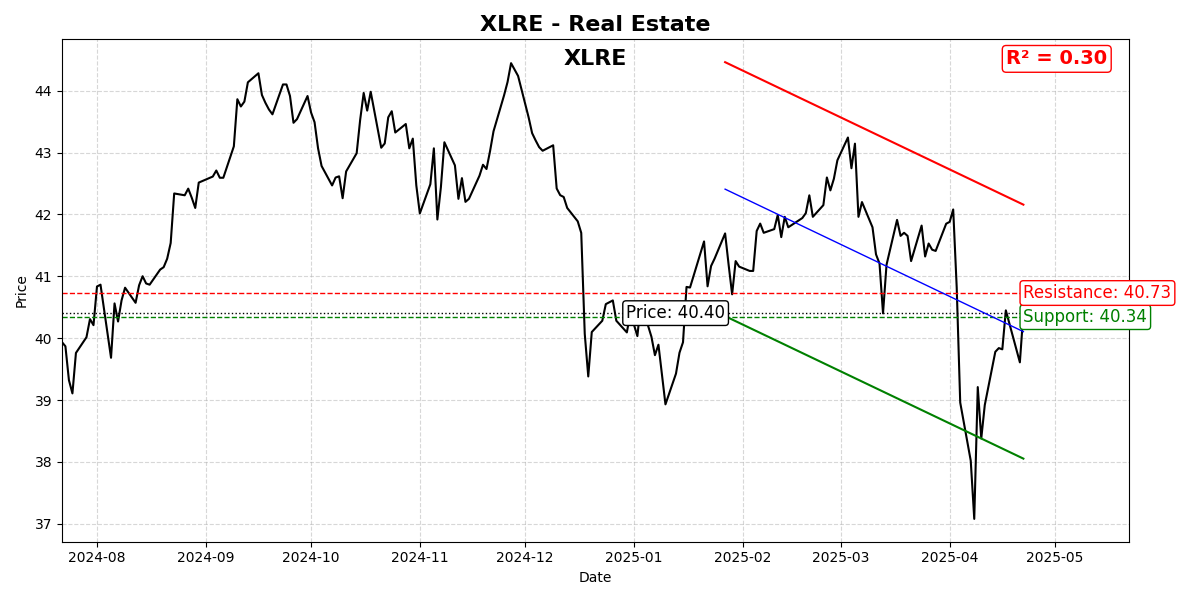 XLRE - Real Estate
XLRE
R² = 0.30
Price
44
43
42
41
40
39
38
37
Resistance: 40.73
Price: 40.40
Support: 40.34
2024-08
2024-09
2024-10
2024-11
2024-12
2025-01
2025-02
2025-03
2025-04
2025-05
Date